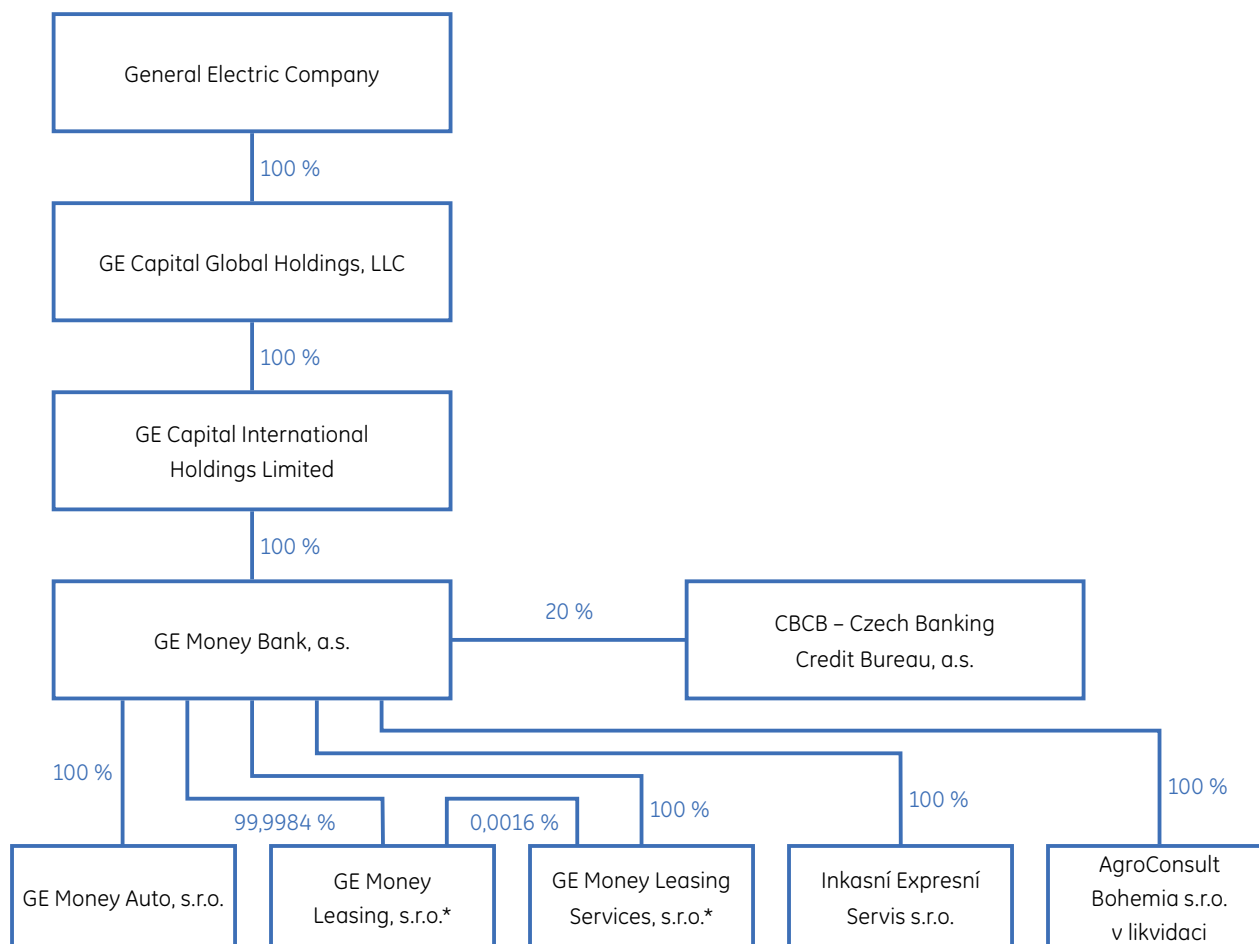 General Electric Company
100 %
GE Capital Global Holdings, LLC
100 %
GE Capital International
Holdings Limited
100 %
GE Money Bank, a.s.
20 %
CBCB – Czech Banking
Credit Bureau, a.s.
100 %
99,9984 %
0,0016 %
100 %
100 %
100 %
GE Money Auto, s.r.o.
GE Money
Leasing, s.r.o.*
GE Money Leasing
Services, s.r.o.*
Inkasní Expresní
Servis s.r.o.
AgroConsult
Bohemia s.r.o.
v likvidaci